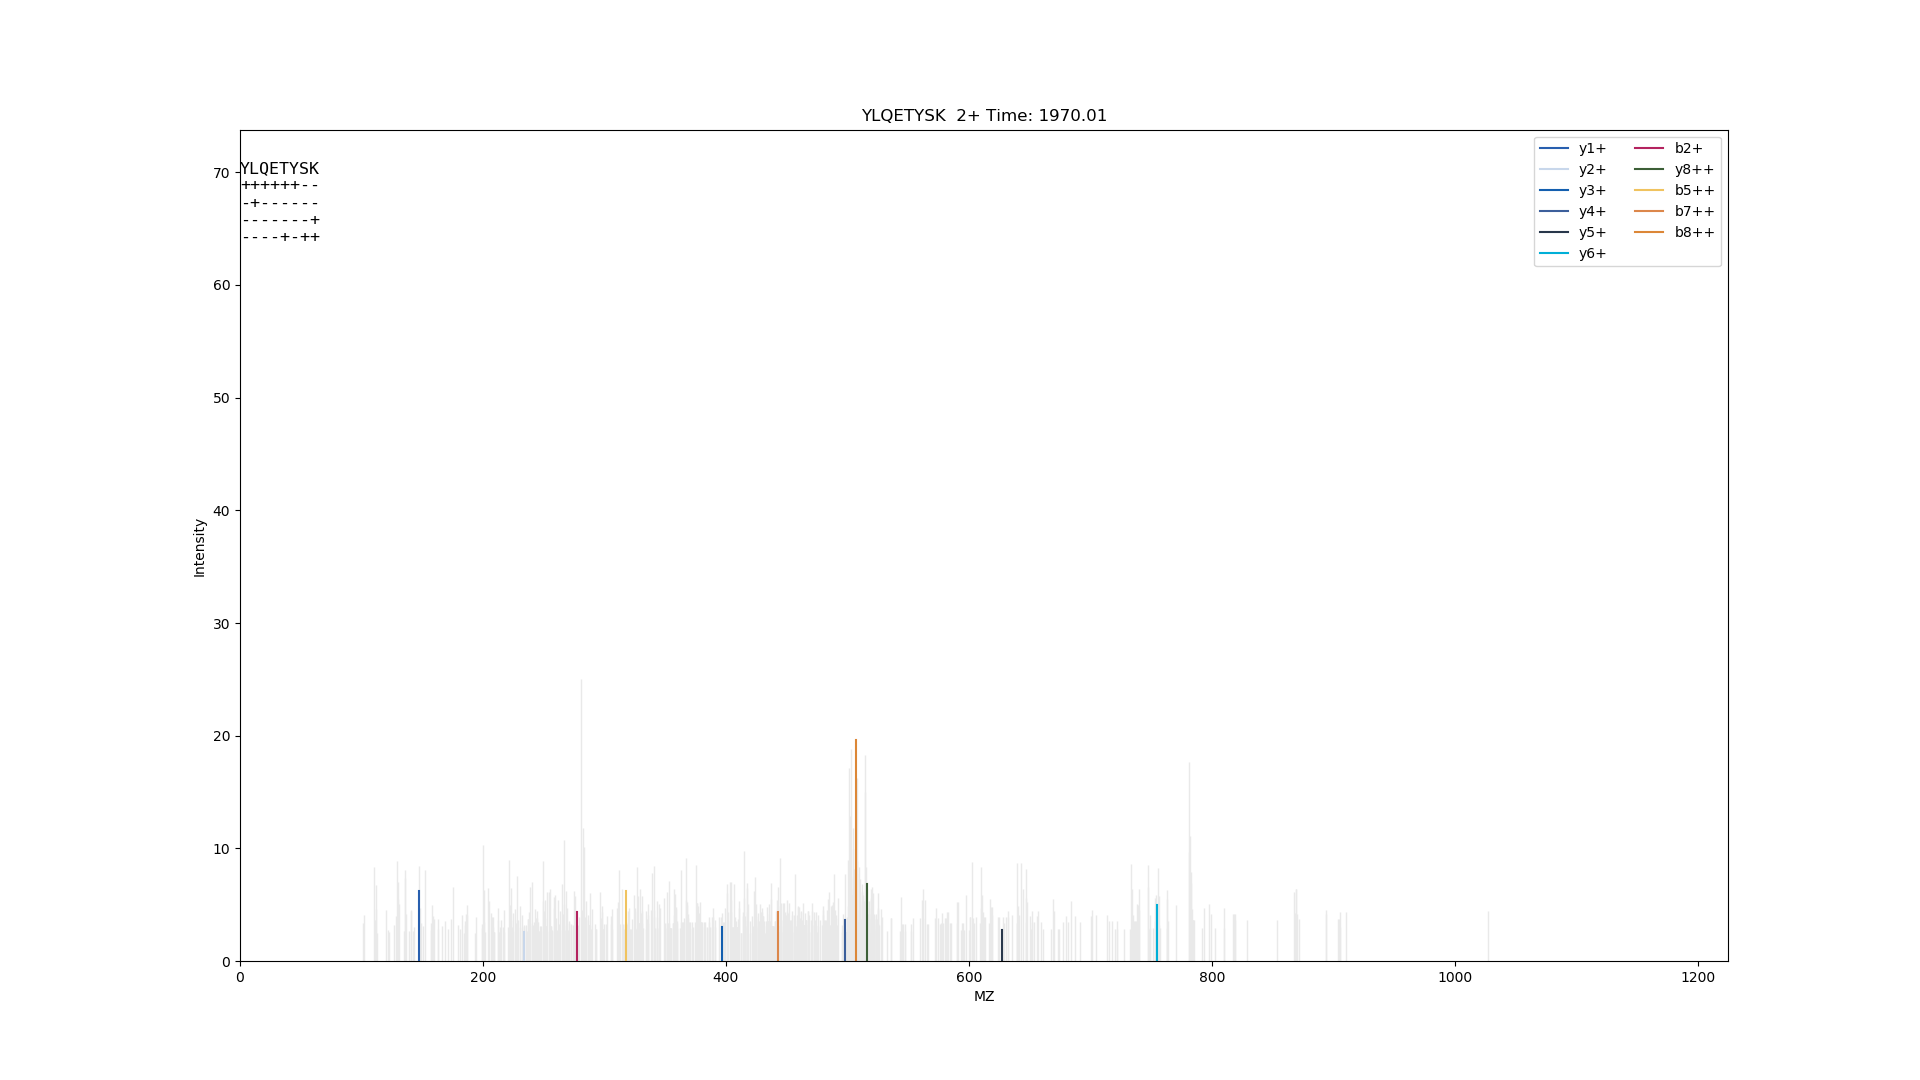 YLQETYSK  2+ Time: 1970.01
YLQETYSK
++++++--
-+------
-------+
----+-++
y1+
y2+
y3+
y4+
y5+
y6+
b2+
y8++
b5++
b7++
b8++
70
60
50
40
30
20
10
0
Intensity
0 200 400 600 800 1000 1200
MZ